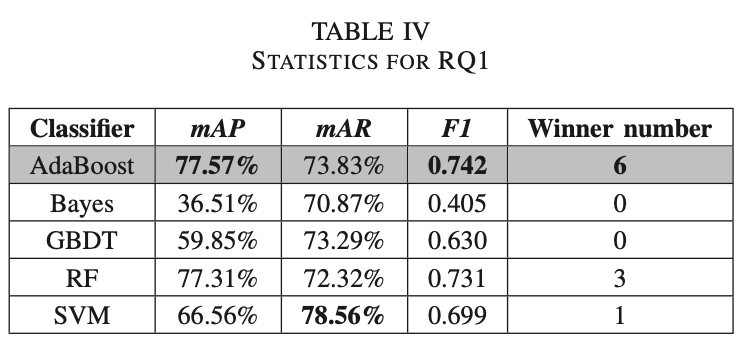 TABLE IV
STATISTICS FOR RQ1
Classifier mAP mAR F1 Winner number
AdaBoost 77.57% 73.83% 0.742 6
Bayes 36.51% 70.87% 0.405 0
GBDT 59.85% 73.29% 0.630 0
RF 77.31% 72.32% 0.731 3
SVM 66.56% 78.56% 0.699 1